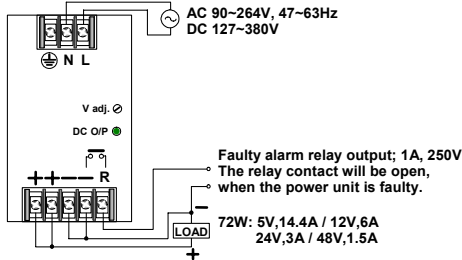 AC 90~264V, 47~63Hz
DC 127~380V
N L
V adj.
DC O/P
++−−R
Faulty alarm relay output; 1A, 250V
The relay contact will be open,
when the power unit is faulty.
−
LOAD
+
72W: 5V,14.4A / 12V,6A
24V,3A / 48V,1.5A